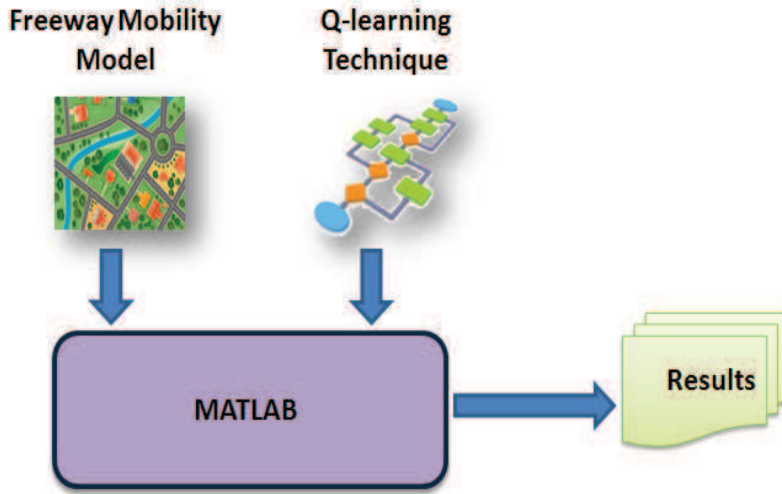 Freeway Mobility
Model
Q-learning
Technique
MATLAB
Results